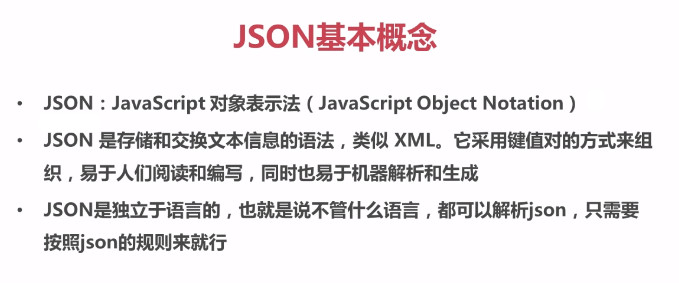 JSON基本概念
• JSON：JavaScript 对象表示法（JavaScript Object Notation）
• JSON 是存储和交换文本信息的语法，类似 XML。它采用键值对的方式来组
织，易于人们阅读和编写，同时也易于机器解析和生成
• JSON是独立于语言的，也就是说不管什么语言，都可以解析json，只需要
按照json的规则来就行